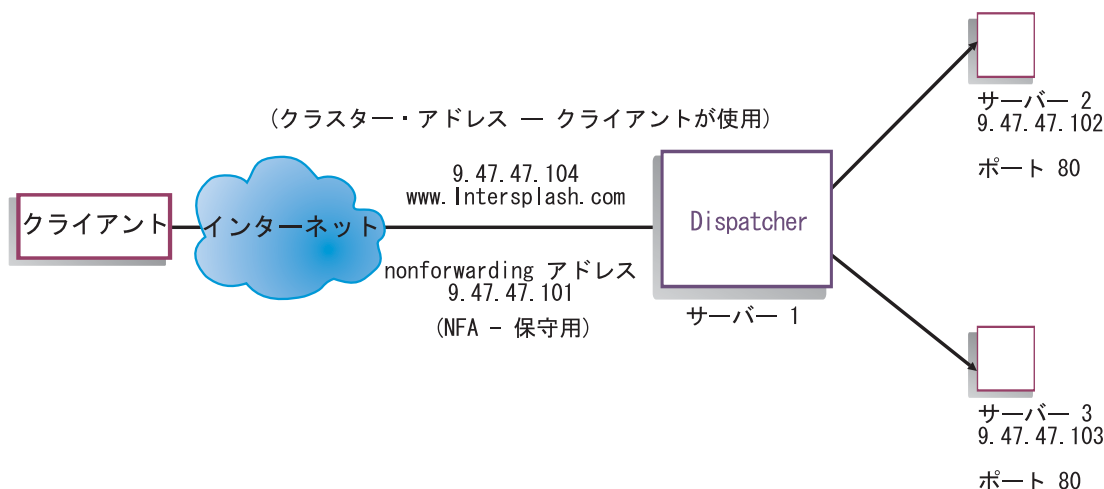 サーバー 2
9.47.47.102
ポート 80
(クラスター・アドレス — クライアントが使用)
9.47.47.104
www.Intersplash.com
クライアント
インターネット
Dispatcher
nonforwarding アドレス
9.47.47.101
(NFA - 保守用)
サーバー 1
サーバー 3
9.47.47.103
ポート 80